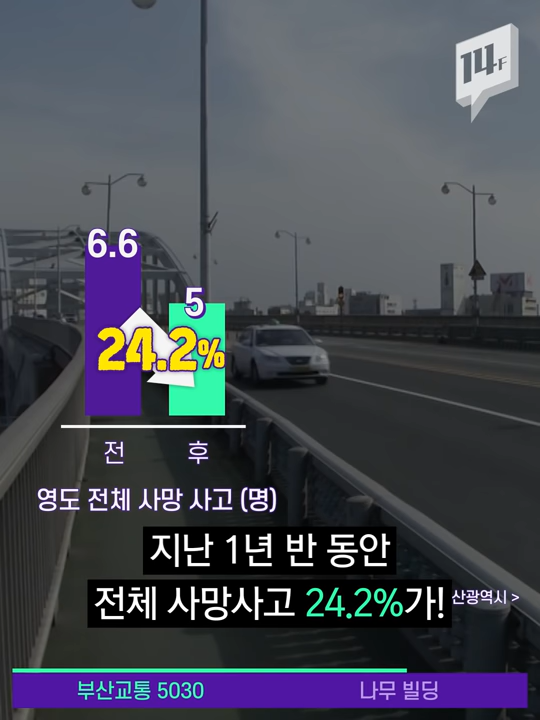 14F
6.6
5
24.2%
전
후
영도 전체 사망 사고 (명)
지난 1년 반 동안
전체 사망사고 24.2%가!
산광역시 >
부산교통 5030
나무 빌딩